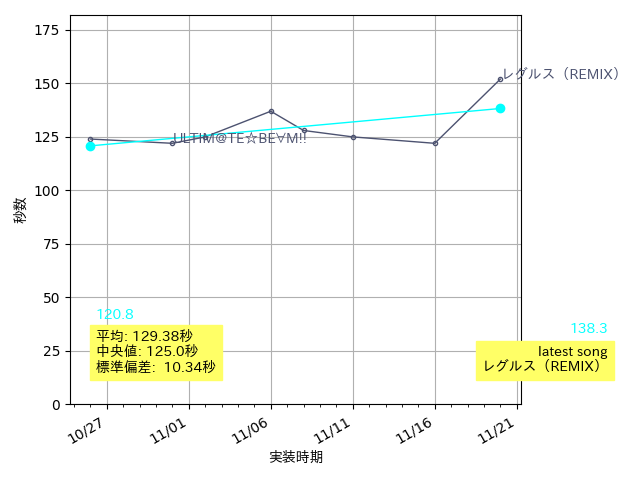 175
150
125
100
75
50
25
0
秒数
レグルス（REMIX）
ULTIM@TE☆BE∀M!!
120.8
平均: 129.38秒
中央値: 125.0秒
標準偏差: 10.34秒
138.3
latest song
レグルス（REMIX）
10/27
11/01
11/06
11/11
11/16
11/21
実装時期